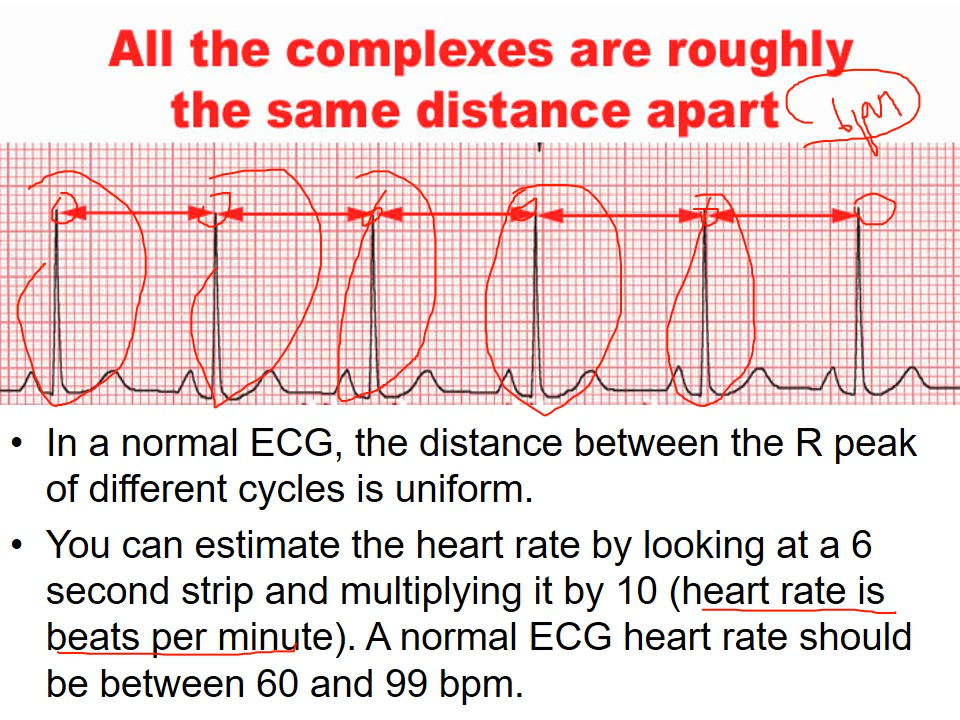 All the complexes are roughly
the same distance apart
bpm
• In a normal ECG, the distance between the R peak
of different cycles is uniform.
• You can estimate the heart rate by looking at a 6
second strip and multiplying it by 10 (heart rate is
beats per minute). A normal ECG heart rate should
be between 60 and 99 bpm.